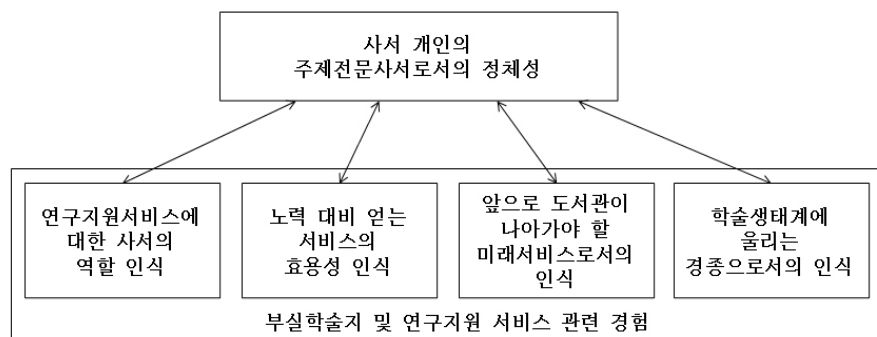 사서 개인의
주제전문사서로서의 정체성
연구지원서비스에
대한 사서의
역할 인식
노력 대비 얻는
서비스의
효용성 인식
앞으로 도서관이
나아가야 할
미래서비스로서의
인식
학술생태계에
울리는
경종으로서의 인식
부실학술지 및 연구지원 서비스 관련 경험